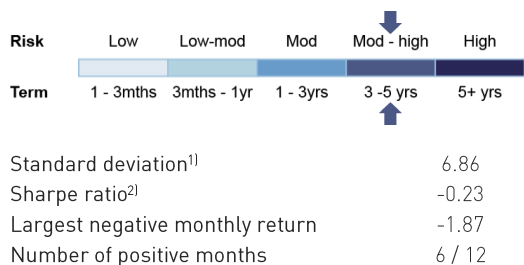 Risk Low Low-mod Mod Mod - high High
Term 1 - 3mths 3mths - 1yr 1 - 3yrs 3 -5 yrs 5+ yrs
Standard deviation1) 6.86
Sharpe ratio2) -0.23
Largest negative monthly return -1.87
Number of positive months 6 / 12